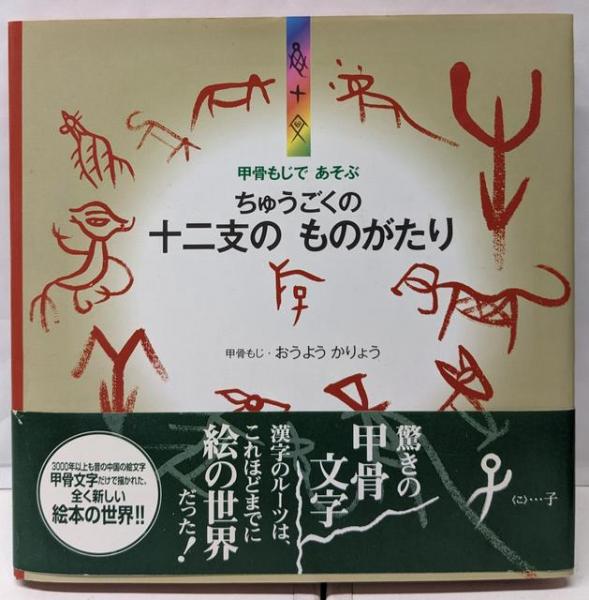 甲骨もじで あそぶ
ちゅうごくの
十二支の ものがたり
甲骨もじ・おうよう かりょう
3000年以上も昔の中国の絵文字
甲骨文字だけで描かれた、
全く新しい
絵本の世界!!
驚きの
甲骨
文字
漢字のルーツは、
これほどまでに
絵の世界
だった!
〈こ〉…子